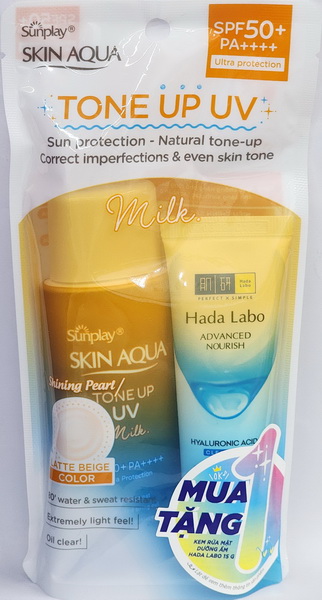 Sunplay®
SKIN AQUA
SPF50+
PA++++
Ultra protection
TONE UP UV
Sun protection - Natural tone-up
Correct imperfections & even skin tone
Milk.
Sunplay®
SKIN AQUA
Shining Pearl
TONE UP
UV
Milk.
LATTE BEIGE
COLOR
PA++++
80' water & sweat resistant
Extremely light feel!
Oil clear!
Hada
Labo
PERFECT & SIMPLE
Hada Labo
ADVANCED
NOURISH
HYALURONIC ACID
MUA
TẶNG
1
KEM RỬA MẶT
DƯỠNG ẨM
HADA LABO 15 G